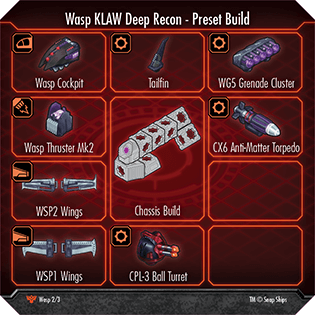 Wasp KLAW Deep Recon - Preset Build
Wasp Cockpit
Tailfin
WG5 Grenade Cluster
Wasp Thruster Mk2
CX6 Anti-Matter Torpedo
WSP2 Wings
Chassis Build
WSP1 Wings
CPL-3 Ball Turret
Wasp 2/3
TM © Snap Ships